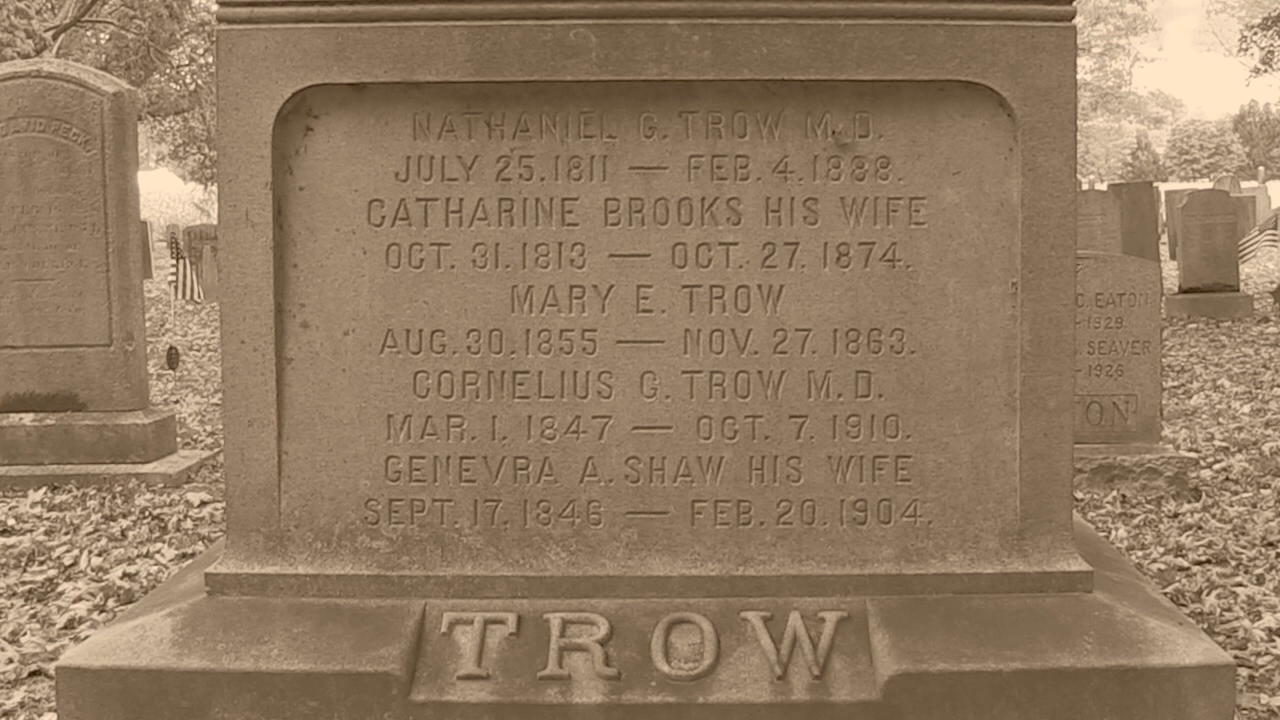 NATHANIEL G. TROW M.D.
JULY 25.1811 — FEB. 4.1888.
CATHARINE BROOKS HIS WIFE
OCT. 31.1813 — OCT. 27. 1874.
MARY E. TROW
AUG. 30.1855 — NOV. 27. 1863.
CORNELIUS G. TROW M.D.
MAR. 1. 1847 — OCT. 7. 1910.
GENEVRA A. SHAW HIS WIFE
SEPT. 17. 1846 — FEB. 20. 1904.
TROW
C. EATON
- 1929
. SEAVER
- 1926
ON